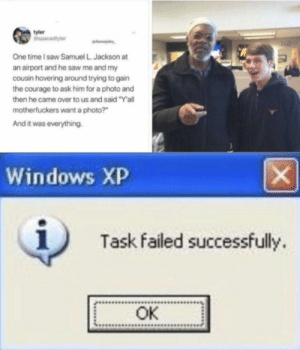 tyler
One time I saw Samuel L. Jackson at
an airport and he saw me and my
cousin hovering around trying to gain
the courage to ask him for a photo and
then he came over to us and said "Y'all
motherfuckers want a photo?"
And it was everything.
Windows XP
Task failed successfully.
OK